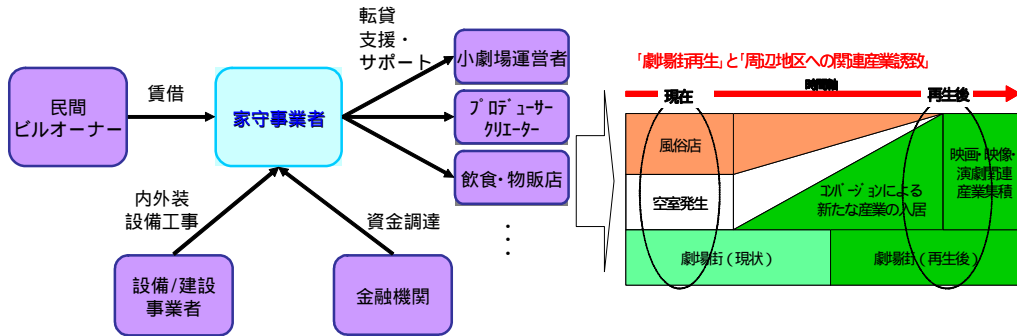 民間
ビルオーナー
賃借
家守事業者
転貸
支援・
サポート
小劇場運営者
プロデューサー
クリエーター
飲食・物販店
・・・
内外装
設備工事
資金調達
設備/建設
事業者
金融機関
「劇場街再生」と「周辺地区への関連産業誘致」
時間軸
現在
再生後
風俗店
空室発生
コンバージョンによる
新たな産業の入居
映画・映像・
演劇関連
産業集積
劇場街(現状)
劇場街(再生後)